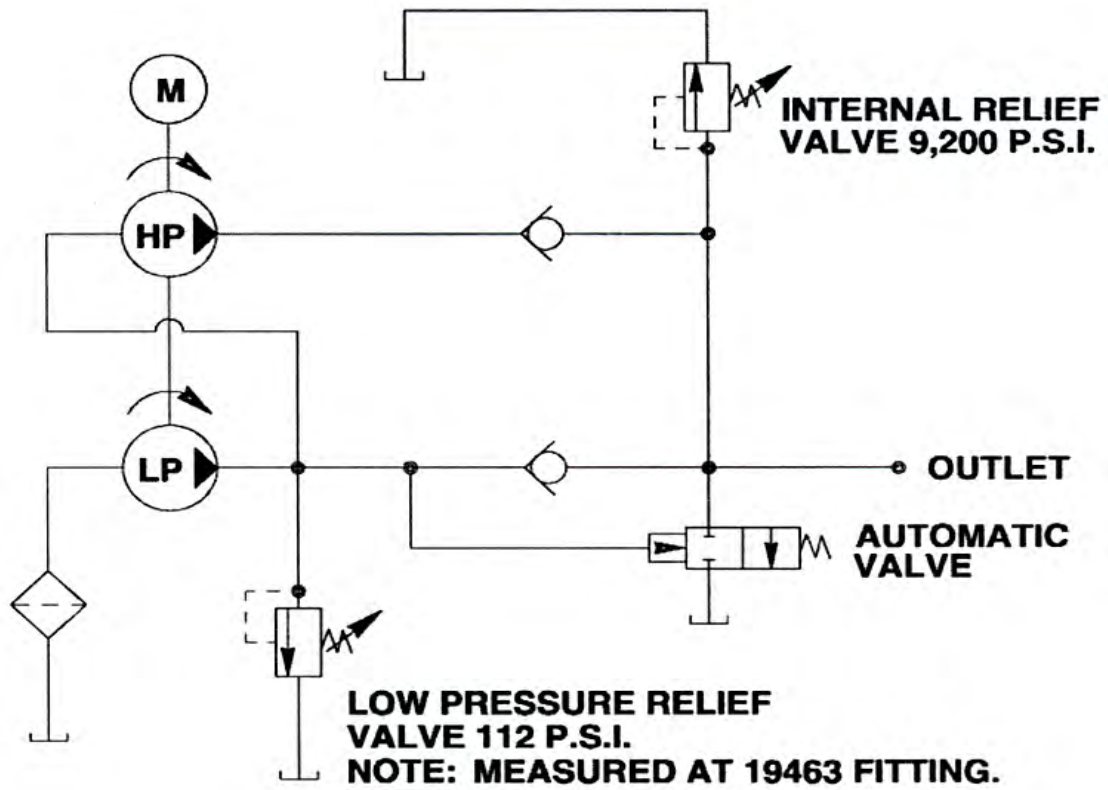 M
INTERNAL RELIEF
VALVE 9,200 P.S.I.
HP
LP
OUTLET
AUTOMATIC
VALVE
LOW PRESSURE RELIEF
VALVE 112 P.S.I.
NOTE: MEASURED AT 19463 FITTING.